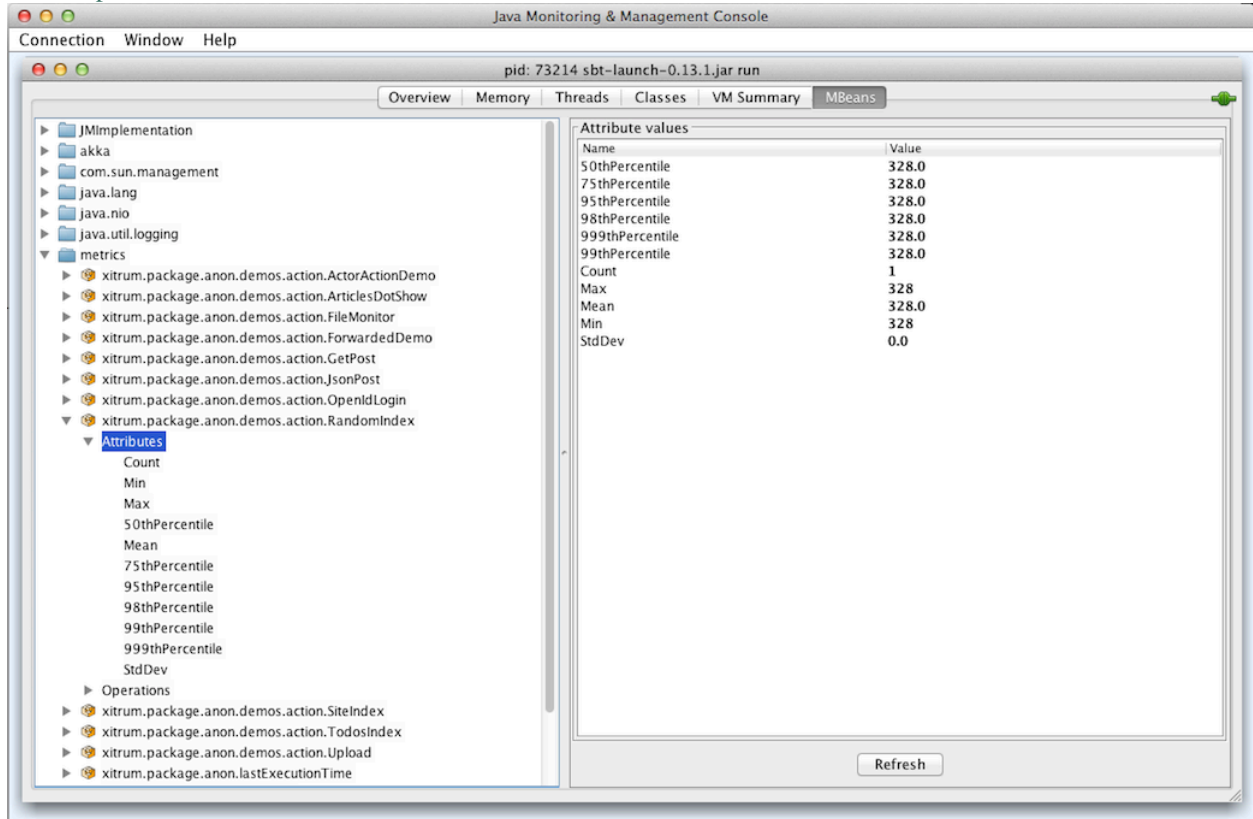 Java Monitoring & Management Console
Connection Window Help
pid: 73214 sbt-launch-0.13.1.jar run
Overview Memory Threads Classes VM Summary MBeans
JMImplementation
akka
com.sun.management
java.lang
java.nio
java.util.logging
metrics
xitrum.package.anon.demos.action.ActorActionDemo
xitrum.package.anon.demos.action.ArticlesDotShow
xitrum.package.anon.demos.action.FileMonitor
xitrum.package.anon.demos.action.ForwardedDemo
xitrum.package.anon.demos.action.GetPost
xitrum.package.anon.demos.action.JsonPost
xitrum.package.anon.demos.action.OpenIdLogin
xitrum.package.anon.demos.action.RandomIndex
Attributes
Count
Min
Max
50thPercentile
Mean
75thPercentile
95thPercentile
98thPercentile
99thPercentile
999thPercentile
StdDev
Operations
xitrum.package.anon.demos.action.SiteIndex
xitrum.package.anon.demos.action.TodosIndex
xitrum.package.anon.demos.action.Upload
xitrum.package.anon.lastExecutionTime
Attribute values
Name Value
50thPercentile 328.0
75thPercentile 328.0
95thPercentile 328.0
98thPercentile 328.0
999thPercentile 328.0
99thPercentile 328.0
Count 1
Max 328
Mean 328.0
Min 328
StdDev 0.0
Refresh